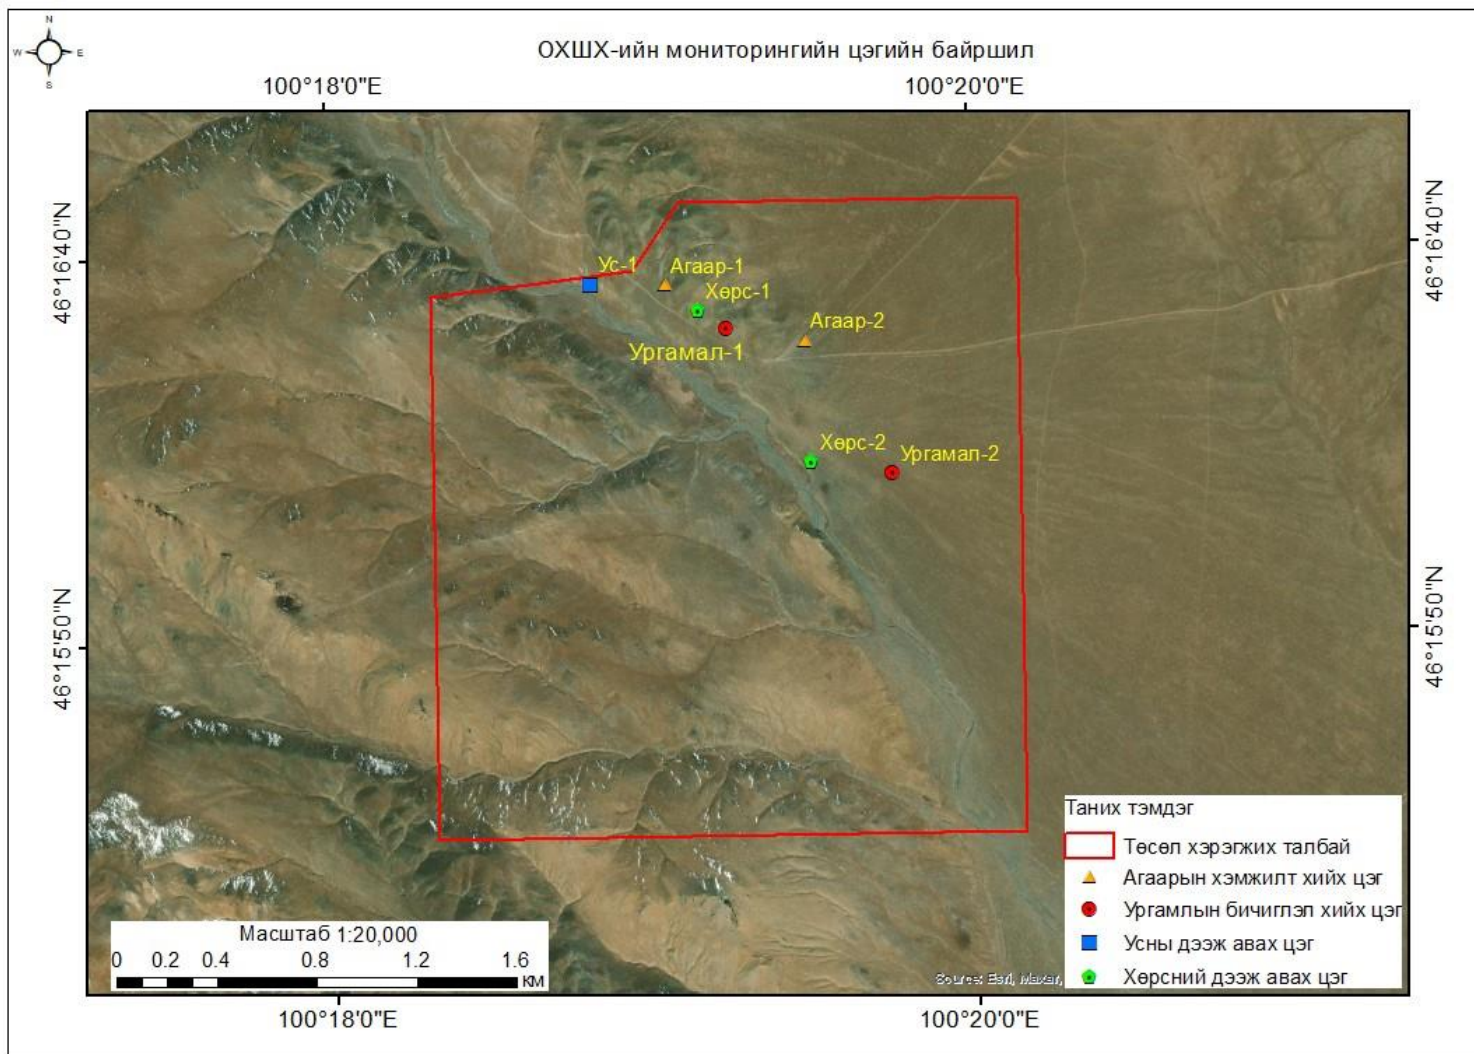 N
W E
S
ОХШХ-ийн мониторингийн цэгийн байршил
100°18'0"E 100°20'0"E
46°16'40"N
46°16'40"N
Ус-1
Агаар-1
Хөрс-1
Агаар-2
Ургамал-1
Хөрс-2
Ургамал-2
46°15'50"N
46°15'50"N
Таних тэмдэг
Төсөл хэрэгжих талбай
Агаарын хэмжилт хийх цэг
Ургамлын бичиглэл хийх цэг
Усны дээж авах цэг
Хөрсний дээж авах цэг
Масштаб 1:20,000
0 0.2 0.4 0.8 1.2 1.6
КМ
Source: Esri, Maxar,
100°18'0"E 100°20'0"E